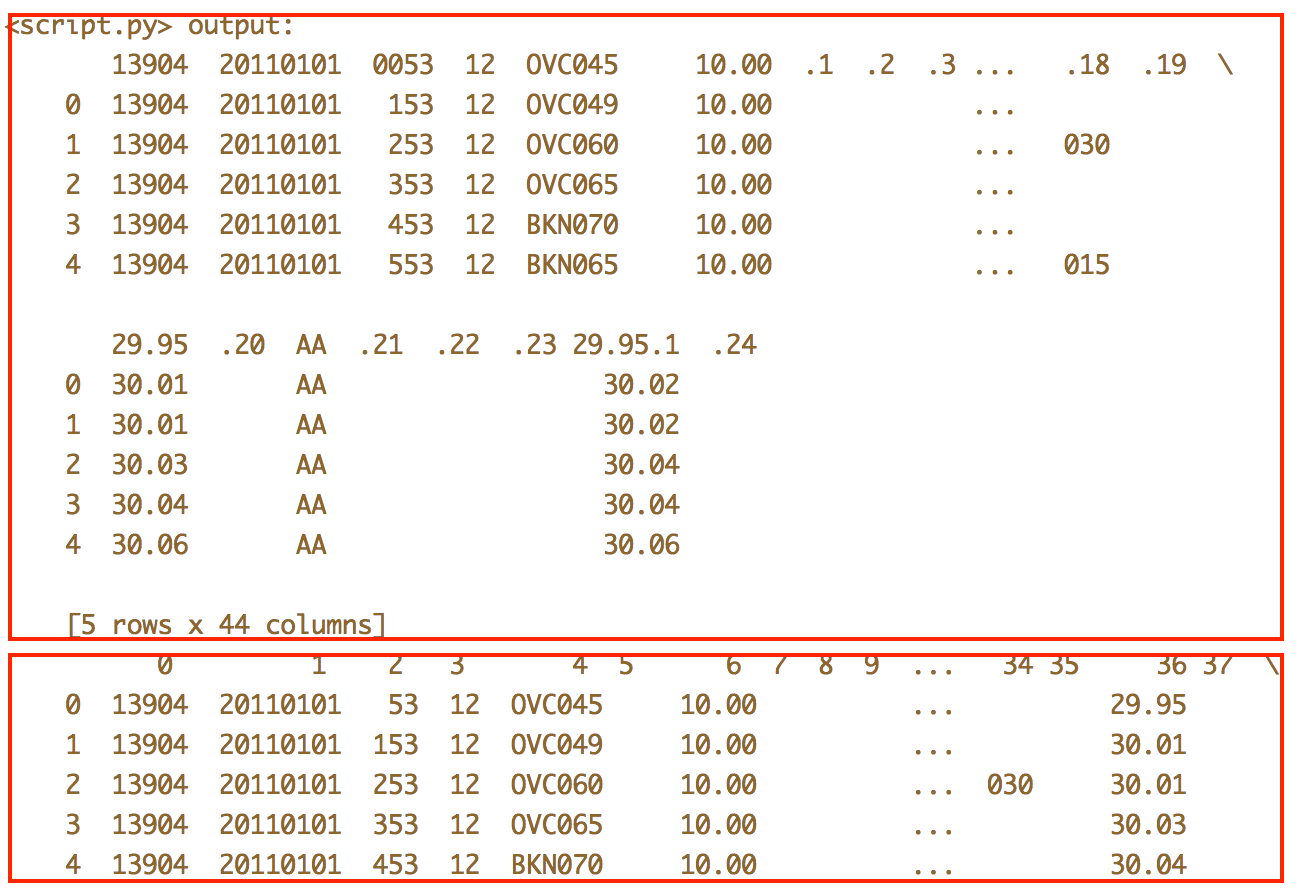 <script.py> output:
13904 20110101 0053 12 OVC045 10.00 .1 .2 .3 ... .18 .19 \
0 13904 20110101 153 12 OVC049 10.00 ...
1 13904 20110101 253 12 OVC060 10.00 ... 030
2 13904 20110101 353 12 OVC065 10.00 ...
3 13904 20110101 453 12 BKN070 10.00 ...
4 13904 20110101 553 12 BKN065 10.00 ... 015
29.95 .20 AA .21 .22 .23 29.95.1 .24
0 30.01 AA 30.02
1 30.01 AA 30.02
2 30.03 AA 30.04
3 30.04 AA 30.04
4 30.06 AA 30.06
[5 rows x 44 columns]
0 1 2 3 4 5 6 7 8 9 ... 34 35 36 37 \
0 13904 20110101 53 12 OVC045 10.00 ... 29.95
1 13904 20110101 153 12 OVC049 10.00 ... 30.01
2 13904 20110101 253 12 OVC060 10.00 ... 030 30.01
3 13904 20110101 353 12 OVC065 10.00 ... 30.03
4 13904 20110101 453 12 BKN070 10.00 ... 30.04